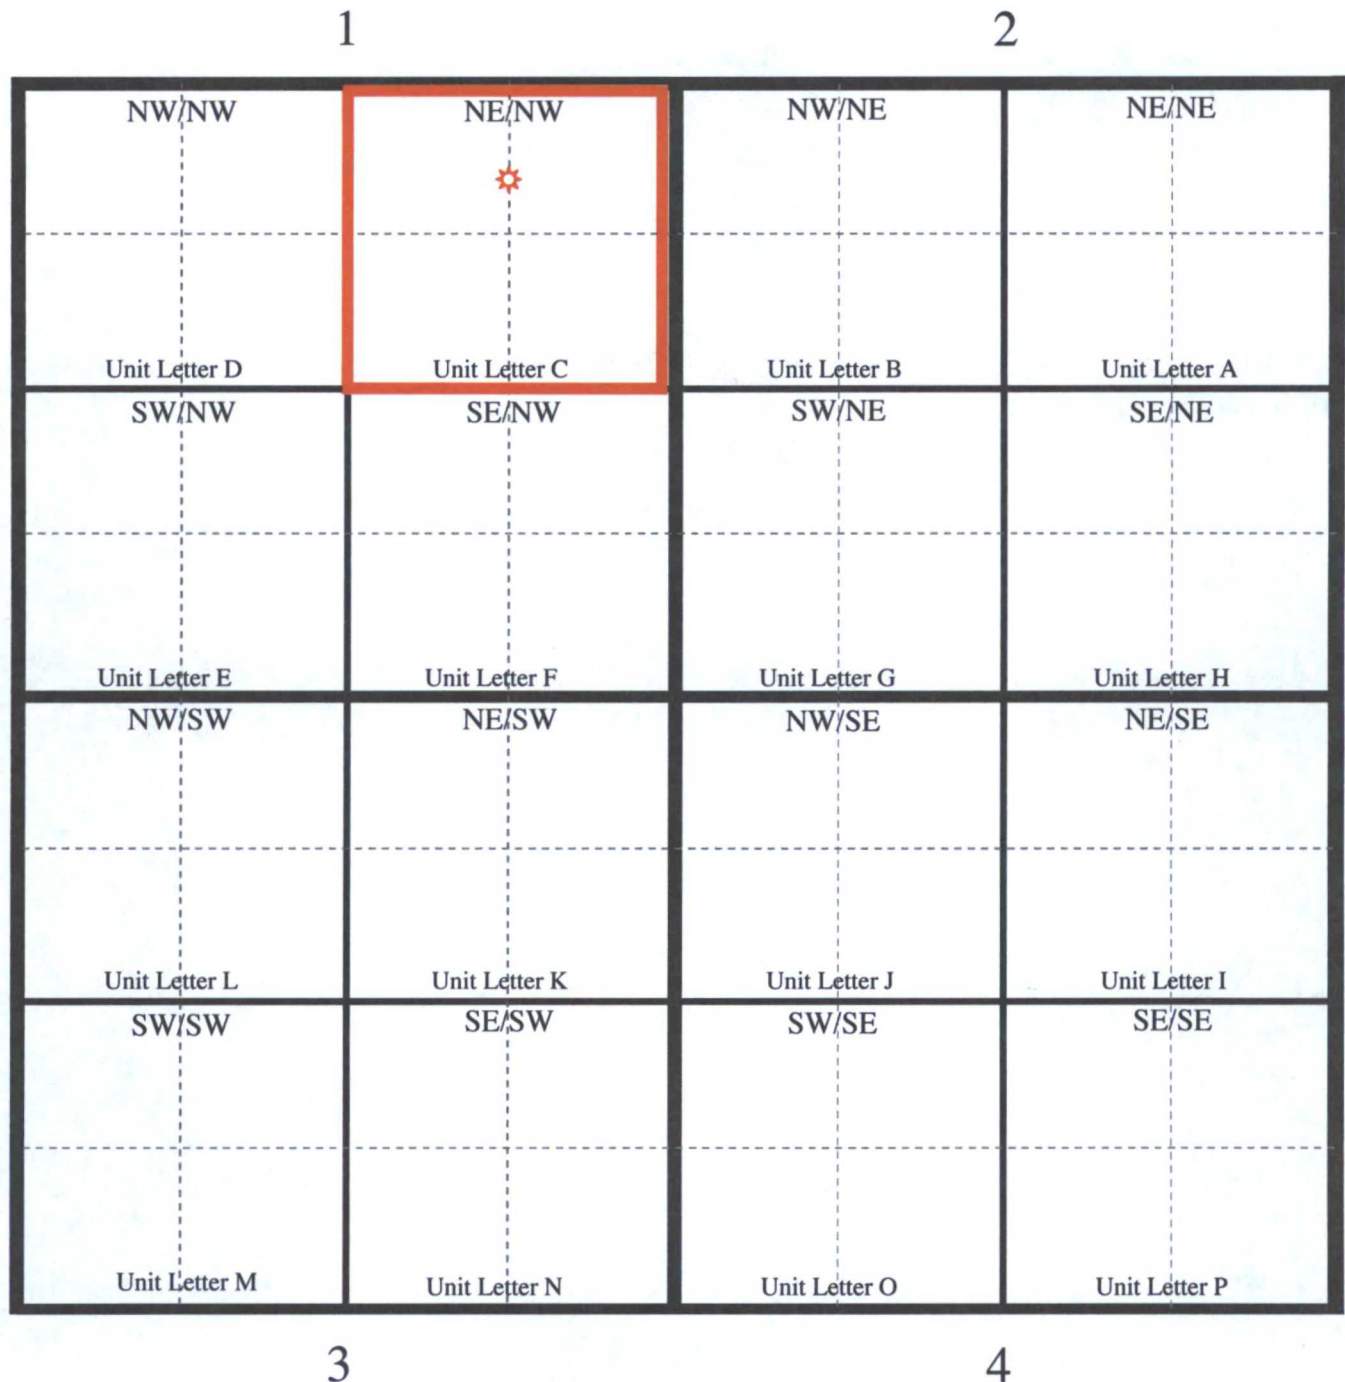 1 2
NW/NW NE/NW NW/NE NE/NE
Unit Letter D Unit Letter C Unit Letter B Unit Letter A
SW/NW SE/NW SW/NE SE/NE
Unit Letter E Unit Letter F Unit Letter G Unit Letter H
NW/SW NE/SW NW/SE NE/SE
Unit Letter L Unit Letter K Unit Letter J Unit Letter I
SW/SW SE/SW SW/SE SE/SE
Unit Letter M Unit Letter N Unit Letter O Unit Letter P
3 4